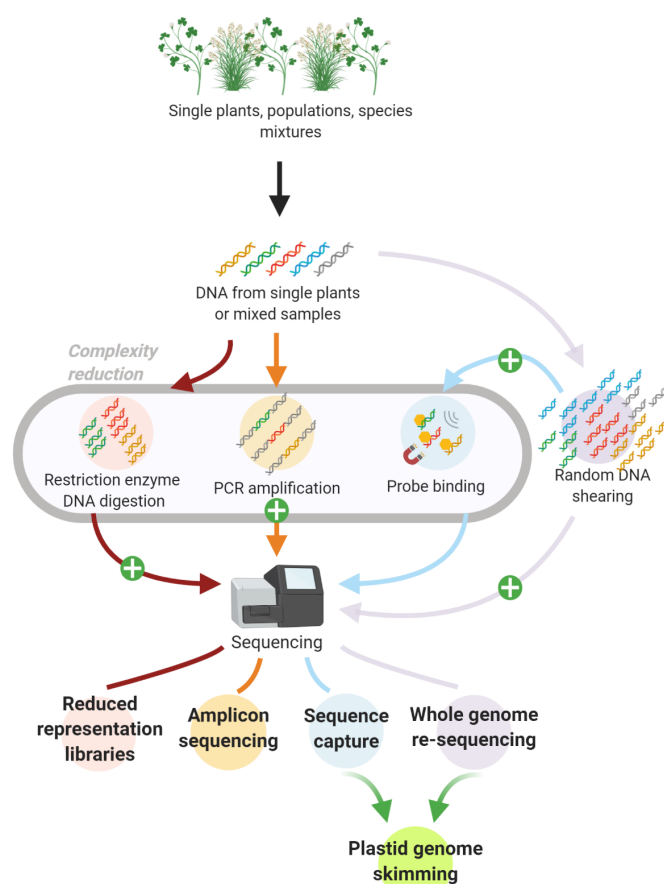 Single plants, populations, species
mixtures
DNA from single plants
or mixed samples
Complexity
reduction
Restriction enzyme
DNA digestion
PCR amplification
Probe binding
Random DNA
shearing
Sequencing
Reduced
representation
libraries
Amplicon
sequencing
Sequence
capture
Whole genome
re-sequencing
Plastid genome
skimming